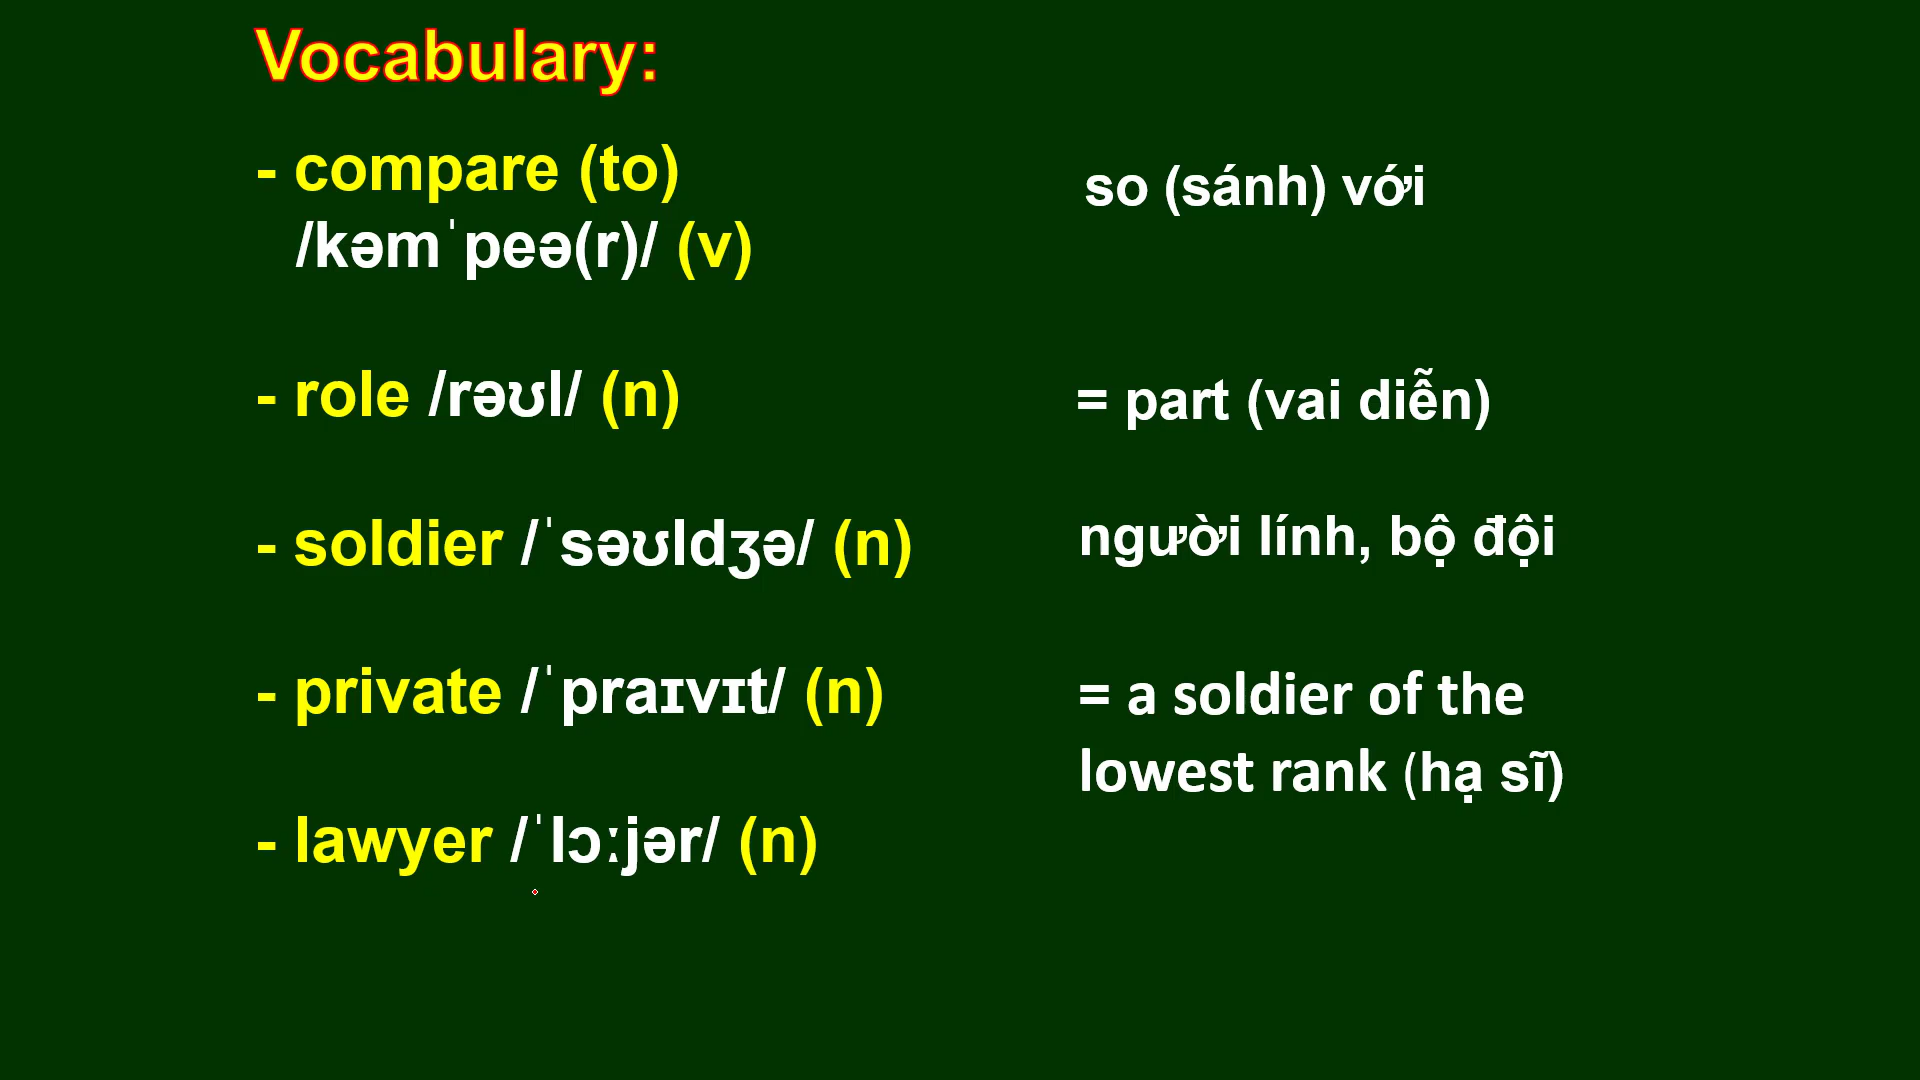 Vocabulary:
- compare (to)
so (sánh) với
/kəmˈpeə(r)/ (v)
- role /rəʊl/ (n)
= part (vai diễn)
- soldier /ˈsəʊldʒə/ (n)
người lính, bộ đội
- private /ˈpraɪvɪt/ (n)
= a soldier of the
lowest rank (hạ sĩ)
- lawyer /ˈlɔːjər/ (n)